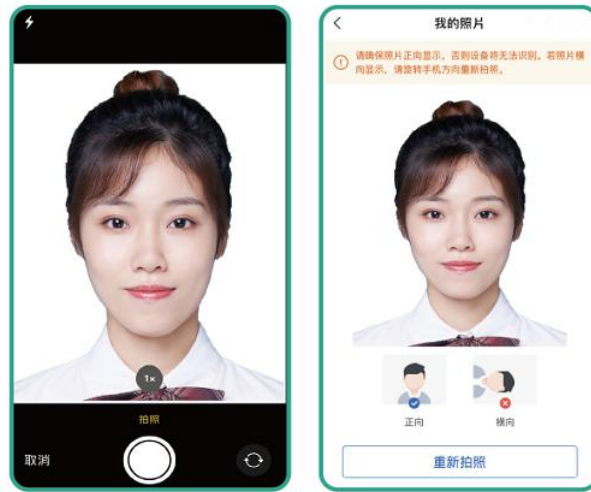 1×
拍照
取消
我的照片
请确保照片正向显示，否则设备将无法识别。若照片横
向显示，请旋转手机方向重新拍照。
正向
横向
重新拍照